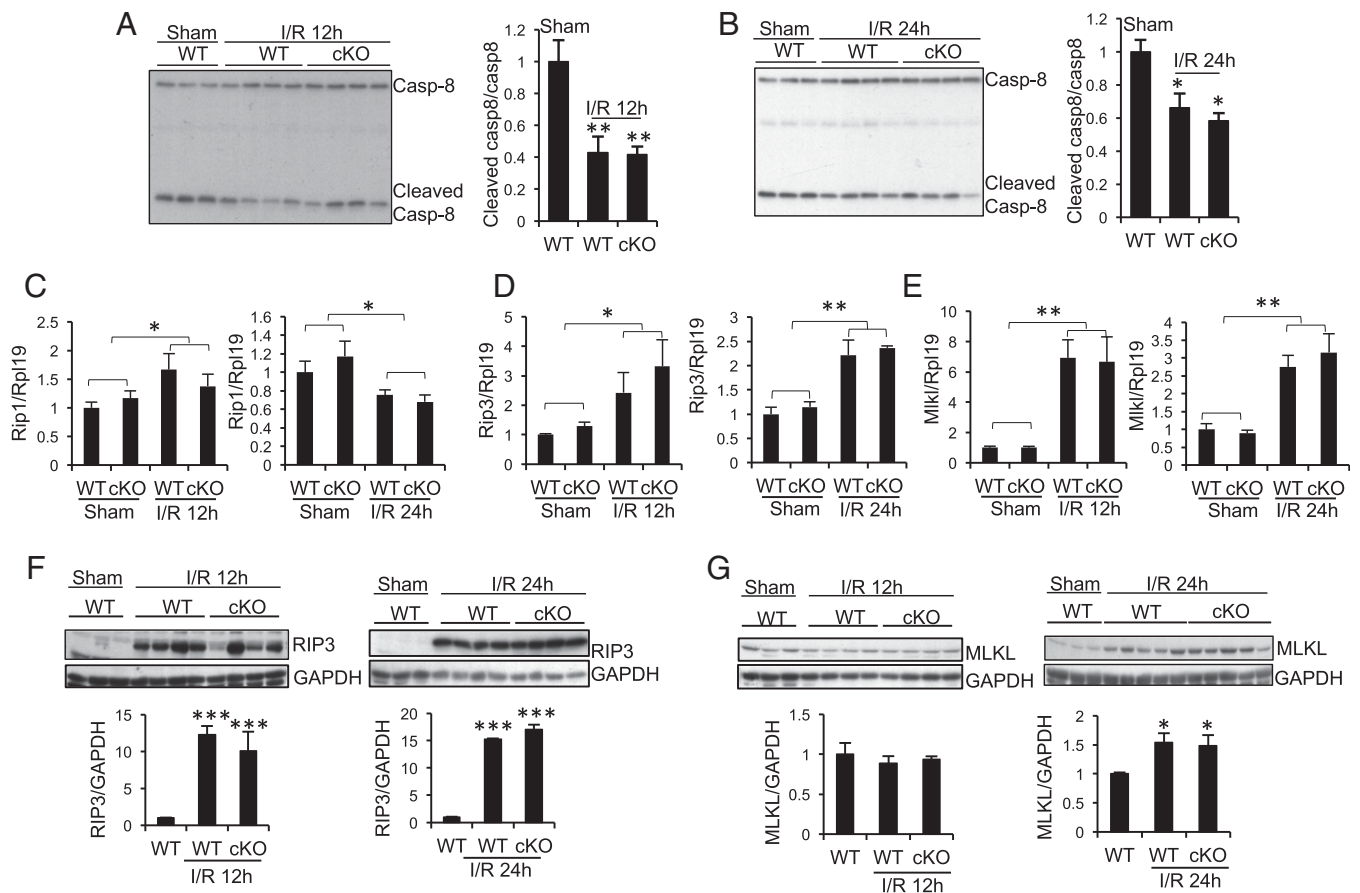 A
Sham I/R 12h
WT WT cKO
Casp-8
Cleaved
Casp-8
Cleaved casp8/casp8
1.2
1
0.8
0.6
0.4
0.2
0
Sham
I/R 12h
** **
WT WT cKO
B
Sham I/R 24h
WT WT cKO
Casp-8
Cleaved
Casp-8
Cleaved casp8/casp8
1.2
1
0.8
0.6
0.4
0.2
0
Sham
I/R 24h
* *
WT WT cKO
C
Rip1/Rpl19
2.5
2
1.5
1
0.5
0
*
WT cKO WT cKO
Sham I/R 12h
Rip1/Rpl19
1.6
1.4
1.2
1
0.8
0.6
0.4
0.2
0
*
WT cKO WT cKO
Sham I/R 24h
D
Rip3/Rpl19
5
4
3
2
1
0
*
WT cKO WT cKO
Sham I/R 12h
Rip3/Rpl19
3
2.5
2
1.5
1
0.5
0
**
WT cKO WT cKO
Sham I/R 24h
E
Mlkl/Rpl19
10
8
6
4
2
0
**
WT cKO WT cKO
Sham I/R 12h
Mlkl/Rpl19
4
3.5
3
2.5
2
1.5
1
0.5
0
**
WT cKO WT cKO
Sham I/R 24h
F
Sham I/R 12h
WT WT cKO
RIP3
GAPDH
RIP3/GAPDH
15
10
5
0
*** ***
WT WT cKO
I/R 12h
Sham I/R 24h
WT WT cKO
RIP3
GAPDH
RIP3/GAPDH
20
15
10
5
0
*** ***
WT WT cKO
I/R 24h
G
Sham I/R 12h
WT WT cKO
MLKL
GAPDH
MLKL/GAPDH
1.5
1
0.5
0
WT WT cKO
I/R 12h
Sham I/R 24h
WT WT cKO
MLKL
GAPDH
MLKL/GAPDH
2
1.5
1
0.5
0
* *
WT WT cKO
I/R 24h